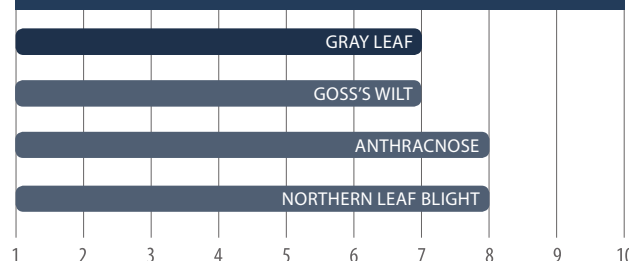 GRAY LEAF
GOSS'S WILT
ANTHRACNOSE
NORTHERN LEAF BLIGHT
1 2 3 4 5 6 7 8 9 10